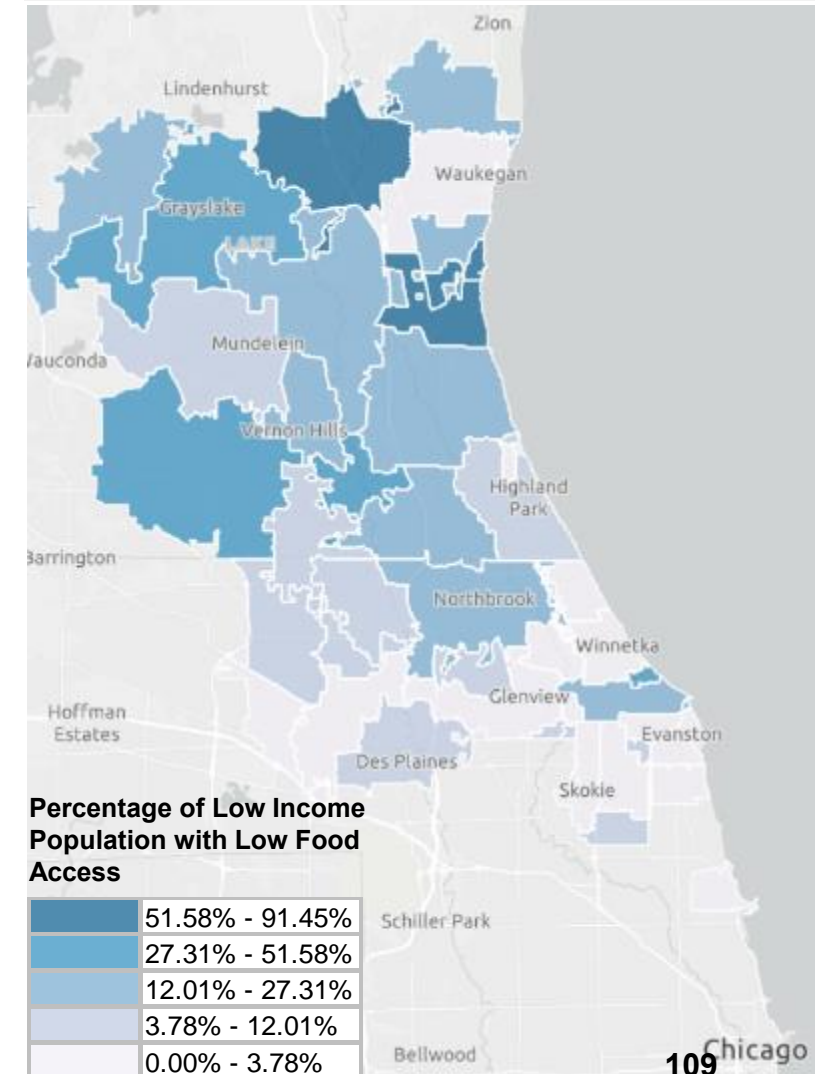 Zion
Lindenhurst
Waukegan
Grayslake
LAKE
Mundelein
Wauconda
Vernon Hills
Highland
Park
Barrington
Northbrook
Winnetka
Glenview
Hoffman
Estates
Evanston
Des Plaines
Skokie
Percentage of Low Income
Population with Low Food
Access
51.58% - 91.45%
27.31% - 51.58%
12.01% - 27.31%
3.78% - 12.01%
0.00% - 3.78%
Schiller Park
Bellwood
109
Chicago